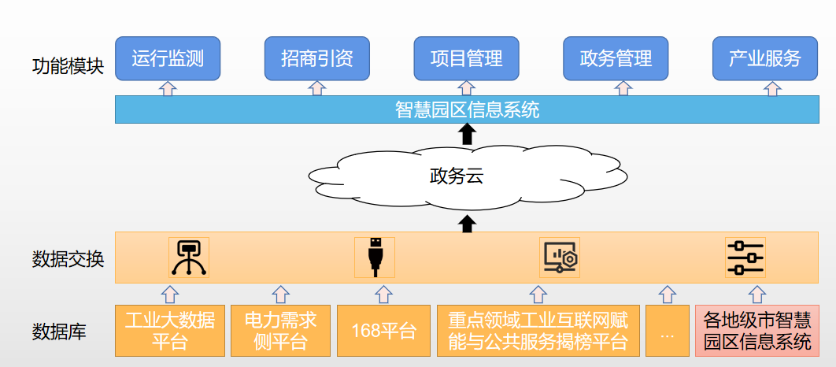 功能模块
运行监测
招商引资
项目管理
政务管理
产业服务
智慧园区信息系统
政务云
数据交换
数据库
工业大数据
平台
电力需求
侧平台
168平台
重点领域工业互联网赋
能与公共服务揭榜平台
...
各地级市智慧
园区信息系统